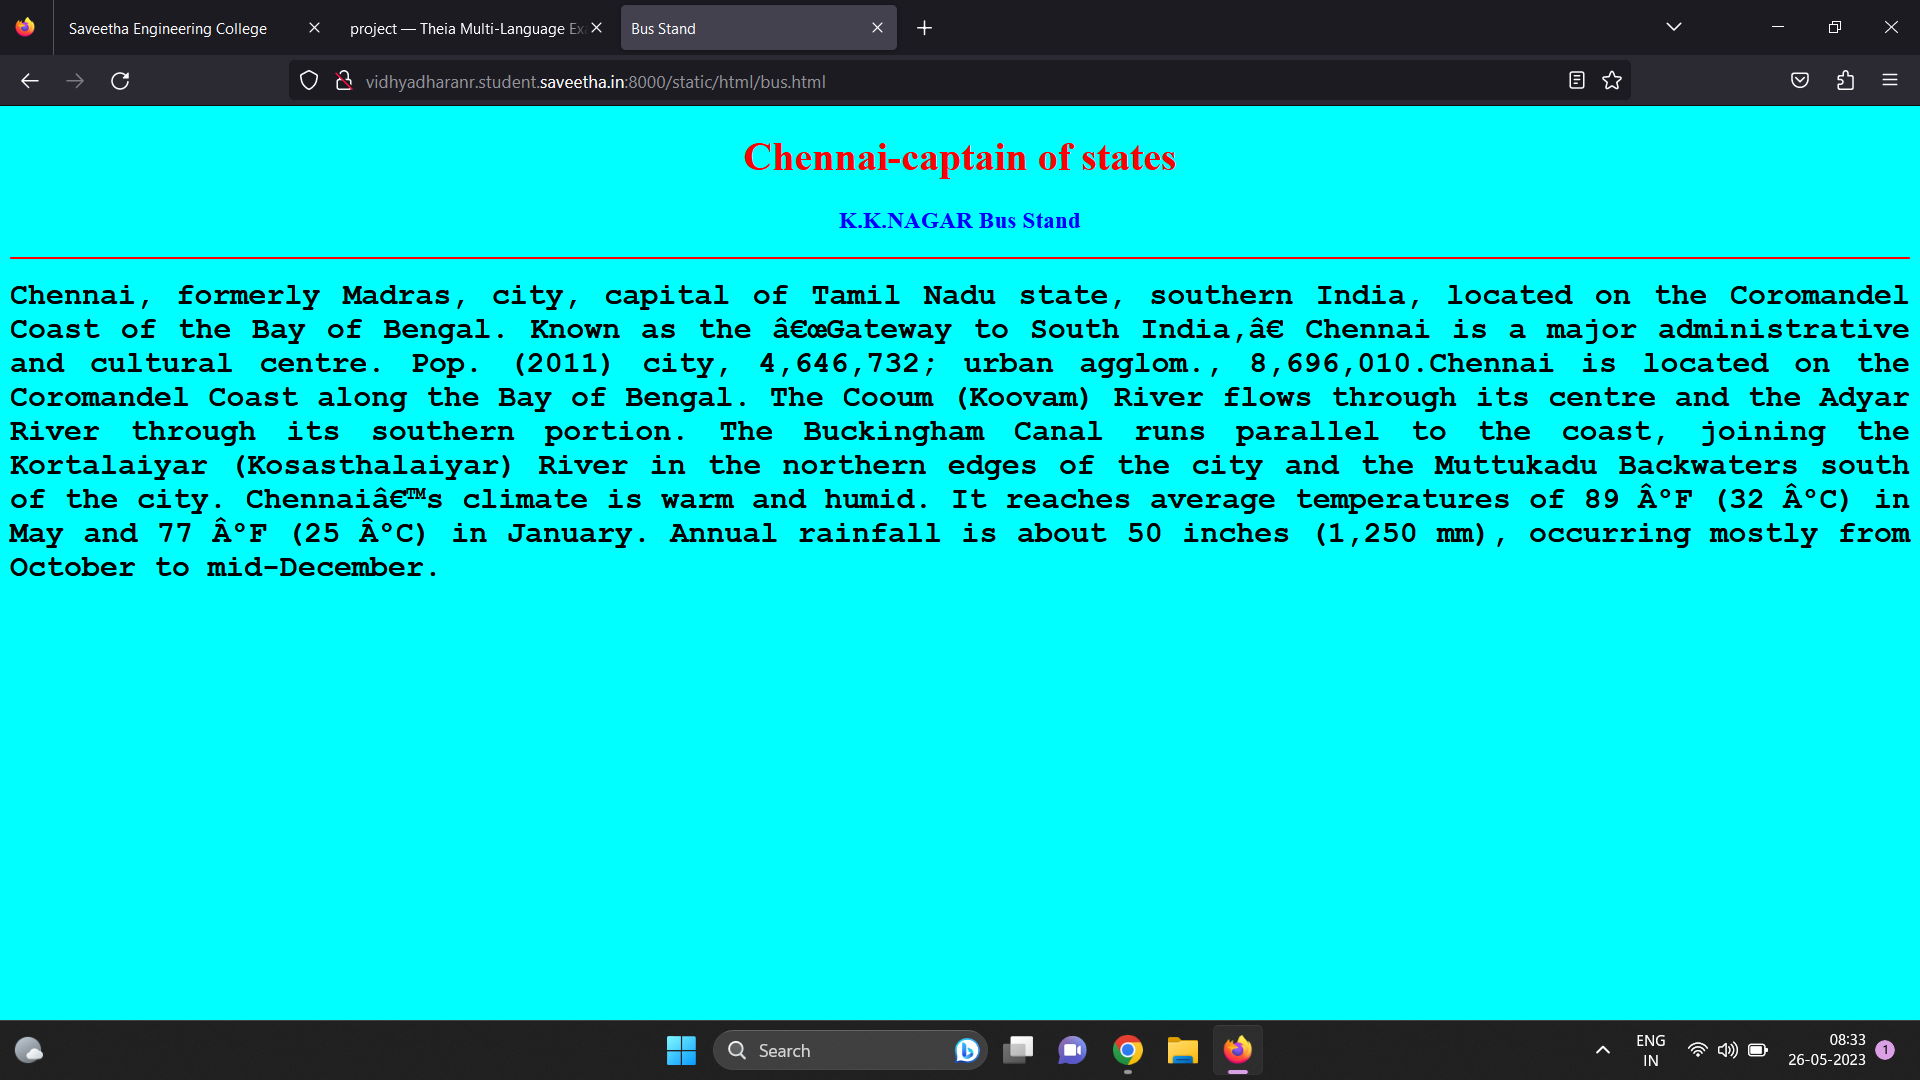 Saveetha Engineering College
project — Theia Multi-Language Ex
Bus Stand
vidhyadharanr.student.saveetha.in:8000/static/html/bus.html
Chennai-captain of states
K.K.NAGAR Bus Stand
Chennai, formerly Madras, city, capital of Tamil Nadu state, southern India, located on the Coromandel
Coast of the Bay of Bengal. Known as the â€œGateway to South India,â€ Chennai is a major administrative
and cultural centre. Pop. (2011) city, 4,646,732; urban agglom., 8,696,010.Chennai is located on the
Coromandel Coast along the Bay of Bengal. The Cooum (Koovam) River flows through its centre and the Adyar
River through its southern portion. The Buckingham Canal runs parallel to the coast, joining the
Kortalaiyar (Kosasthalaiyar) River in the northern edges of the city and the Muttukadu Backwaters south
of the city. Chennaiâ€™s climate is warm and humid. It reaches average temperatures of 89 Â°F (32 Â°C) in
May and 77 Â°F (25 Â°C) in January. Annual rainfall is about 50 inches (1,250 mm), occurring mostly from
October to mid-December.
Search
ENG
IN
08:33
26-05-2023
1